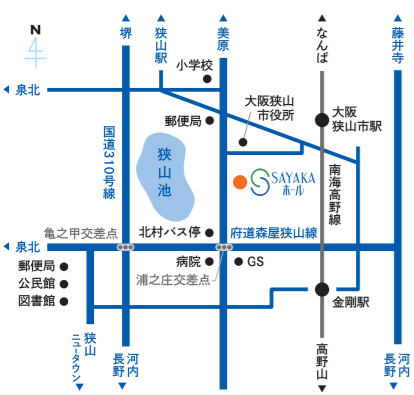 N
堺
狭山駅
美原
なんば
藤井寺
小学校
泉北
郵便局
大阪狭山
市役所
大阪
狭山市駅
国道310号線
狭山池
SAYAKA
ホール
南海高野線
亀之甲交差点
北村バス停
府道森屋狭山線
泉北
郵便局
公民館
図書館
病院
GS
浦之庄交差点
金剛駅
狭山
ニュータウン
河内
長野
高野山
河内
長野